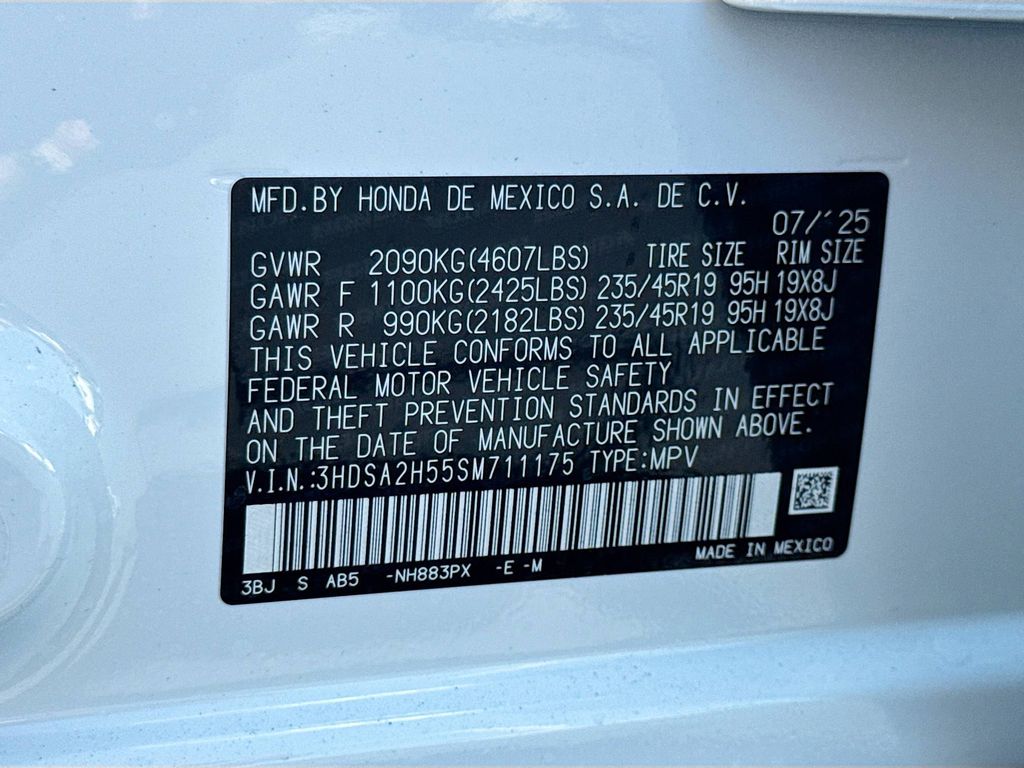 MFD.BY HONDA DE MEXICO S.A. DE C.V.
07/'25
GVWR 2090KG(4607LBS) TIRE SIZE RIM SIZE
GAWR F 1100KG(2425LBS) 235/45R19 95H 19X8J
GAWR R 990KG(2182LBS) 235/45R19 95H 19X8J
THIS VEHICLE CONFORMS TO ALL APPLICABLE
FEDERAL MOTOR VEHICLE SAFETY
AND THEFT PREVENTION STANDARDS IN EFFECT
ON THE DATE OF MANUFACTURE SHOWN ABOVE.
V.I.N.:3HDSA2H55SM711175 TYPE:MPV
MADE IN MEXICO
3BJ S AB5 -NH883PX -E -M